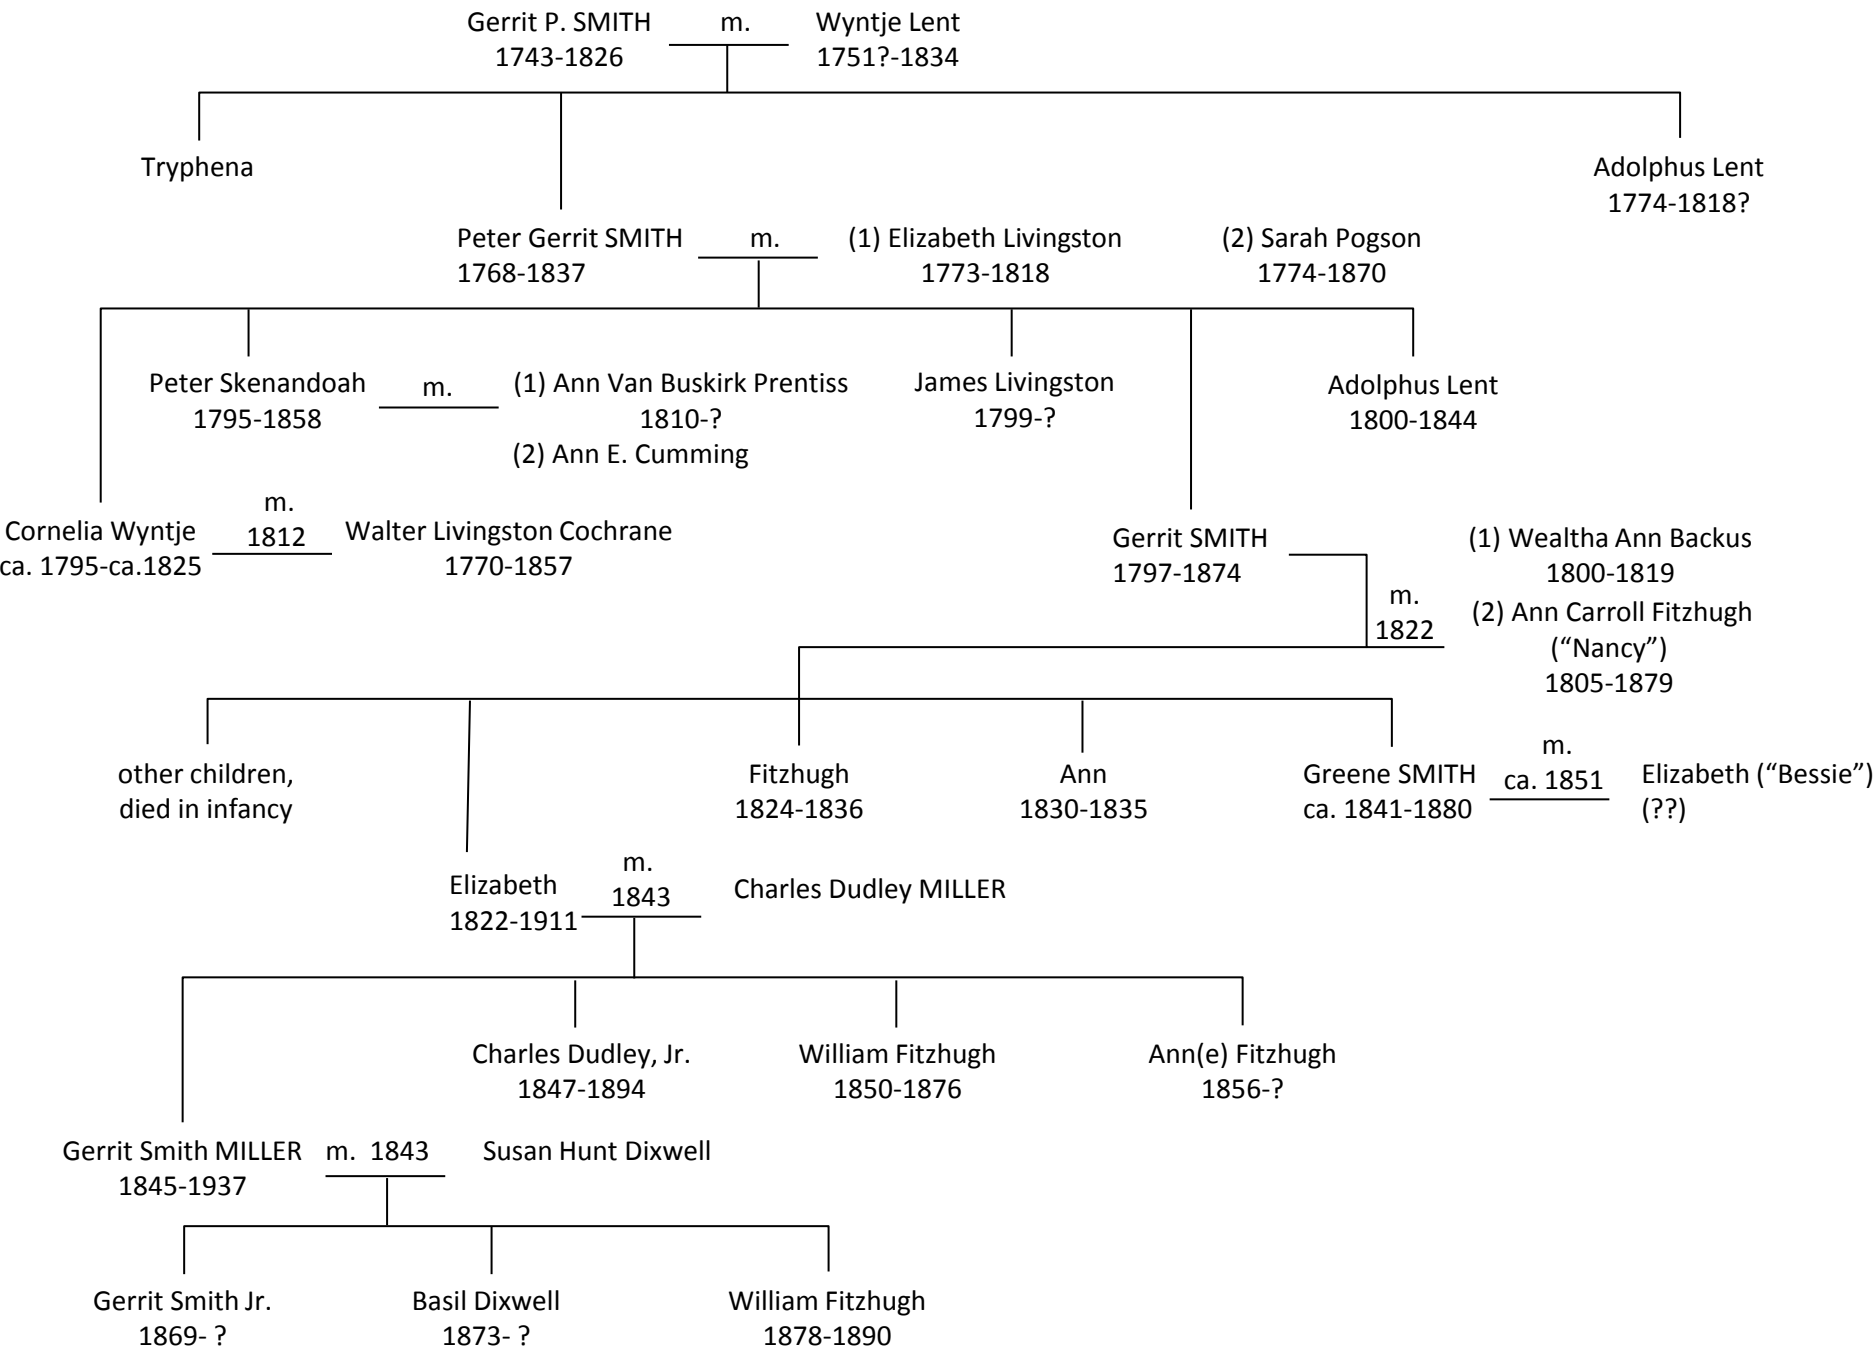 Gerrit P. SMITH m. Wyntje Lent
1743-1826 1751?-1834
Tryphena
Adolphus Lent
1774-1818?
Peter Gerrit SMITH m. (1) Elizabeth Livingston (2) Sarah Pogson
1768-1837 1773-1818 1774-1870
Peter Skenandoah m. (1) Ann Van Buskirk Prentiss
1795-1858 1810-?
(2) Ann E. Cumming
James Livingston
1799-?
Adolphus Lent
1800-1844
m.
Cornelia Wyntje 1812 Walter Livingston Cochrane
ca. 1795-ca.1825 1770-1857
Gerrit SMITH (1) Wealtha Ann Backus
1797-1874 1800-1819
m.
1822
(2) Ann Carroll Fitzhugh
(“Nancy”)
1805-1879
other children,
died in infancy
Fitzhugh
1824-1836
Ann
1830-1835
m.
Greene SMITH ca. 1851 Elizabeth (“Bessie”)
ca. 1841-1880 (??)
m.
Elizabeth 1843 Charles Dudley MILLER
1822-1911
Charles Dudley, Jr.
1847-1894
William Fitzhugh
1850-1876
Ann(e) Fitzhugh
1856-?
Gerrit Smith MILLER m. 1843 Susan Hunt Dixwell
1845-1937
Gerrit Smith Jr.
1869- ?
Basil Dixwell
1873- ?
William Fitzhugh
1878-1890